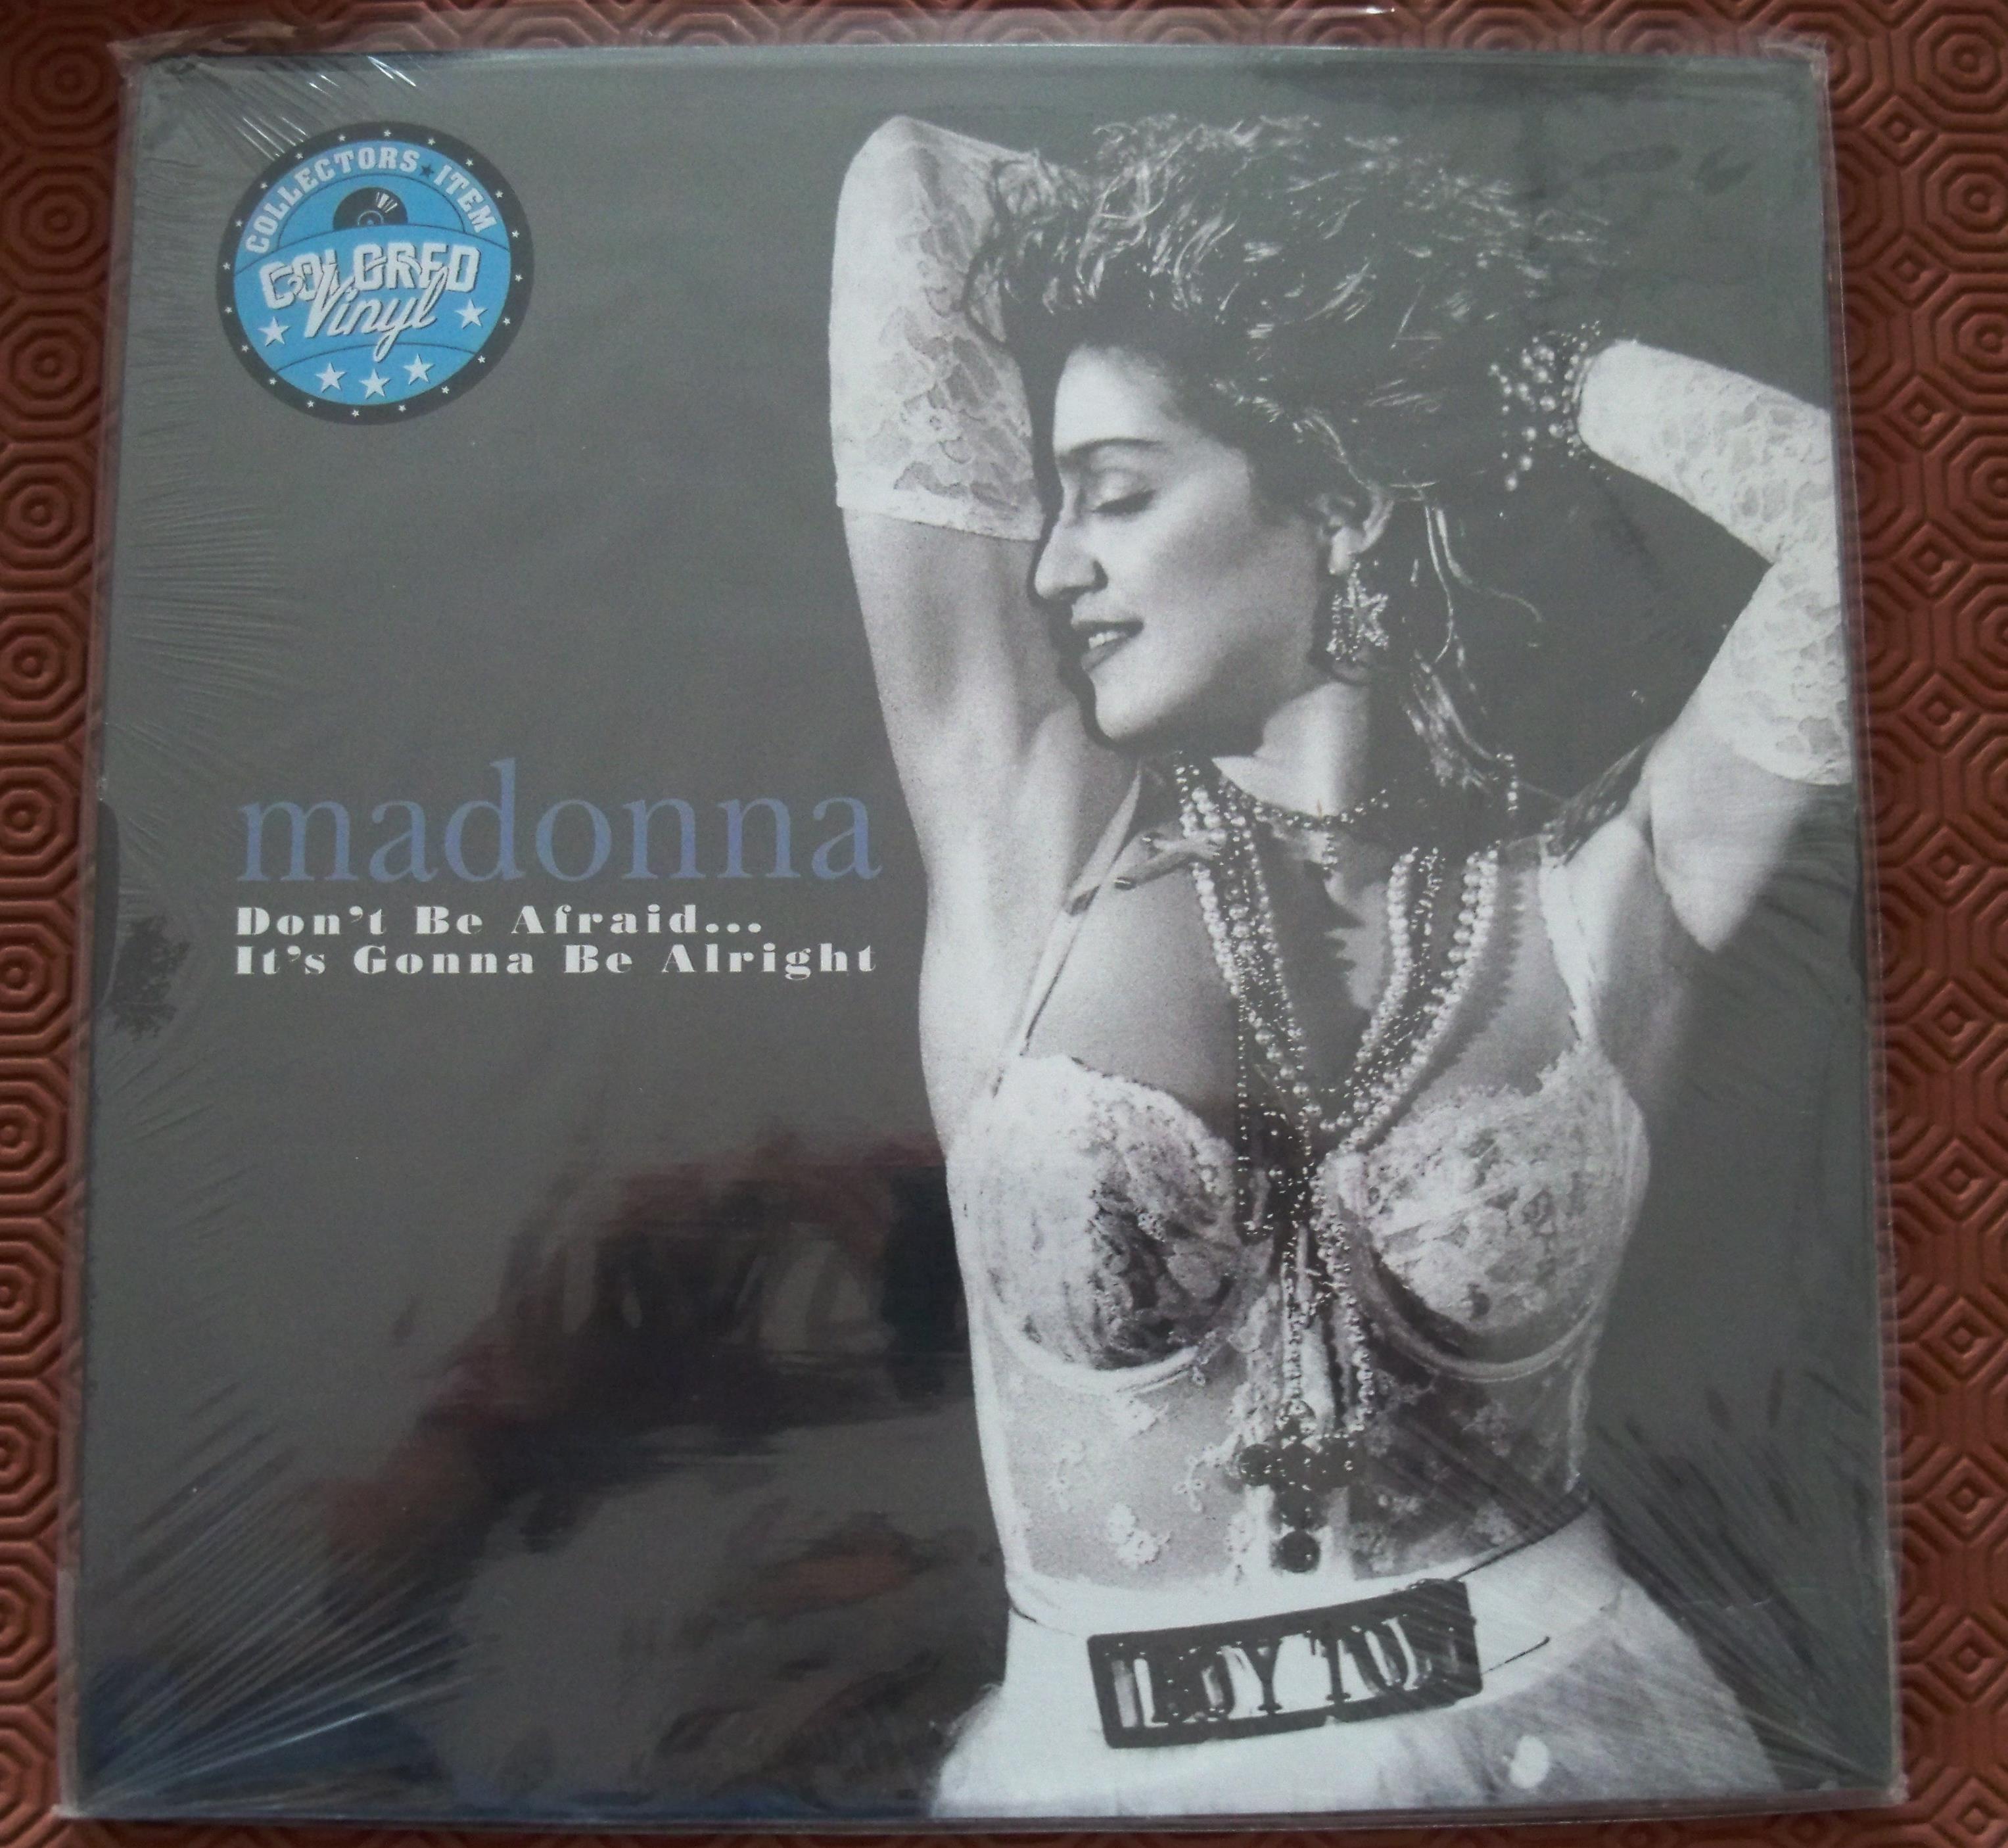 COLLECTORS ★ ITEM
COLORED
Vinyl
madonna
Don't Be Afraid...
It's Gonna Be Alright